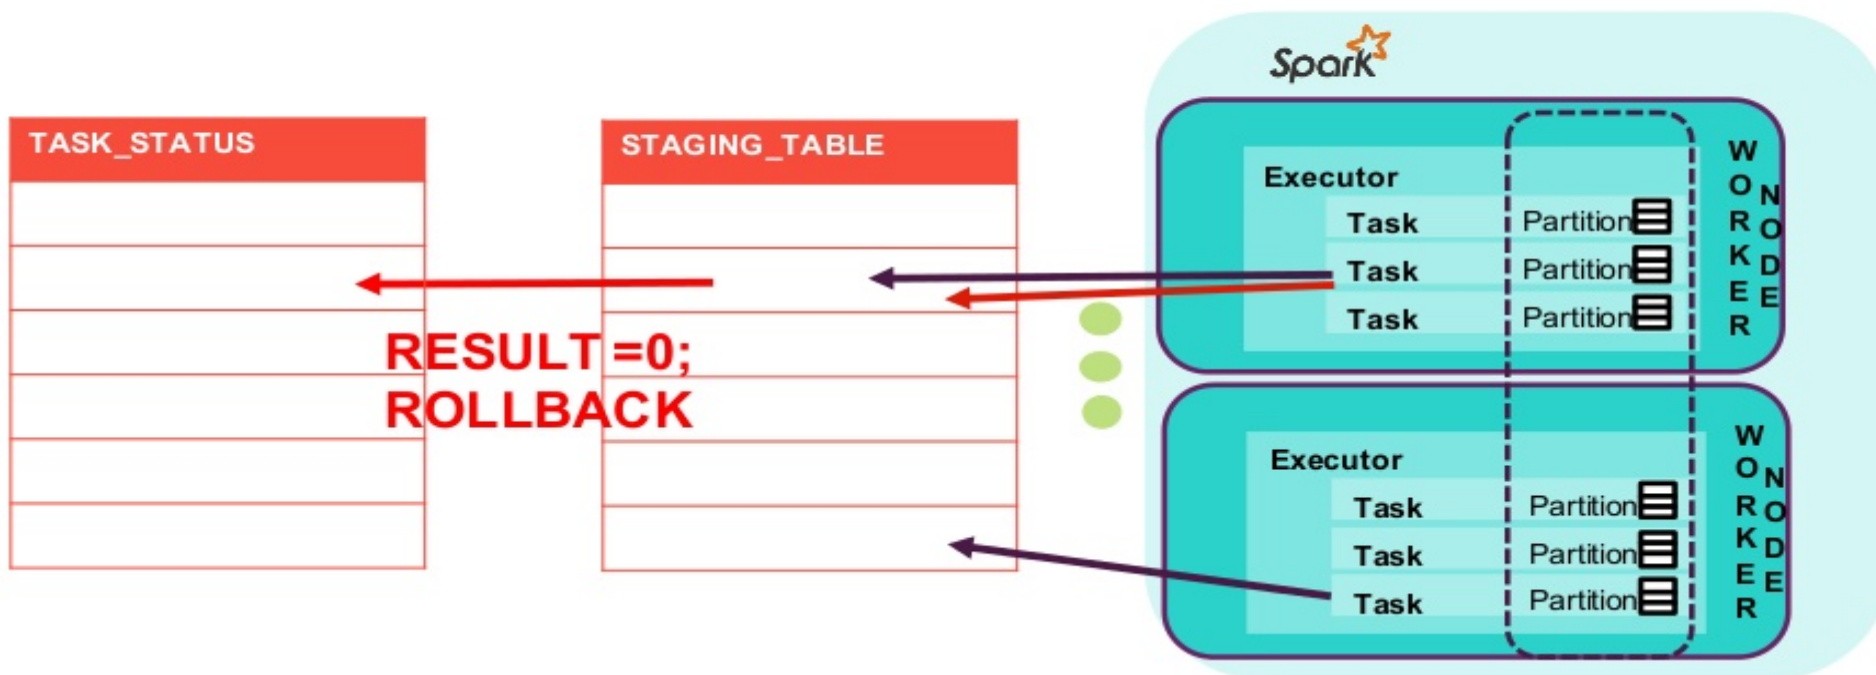 Spark
TASK_STATUS
STAGING_TABLE
Executor
Task Partition
Task Partition
Task Partition
WORKER
NODE
RESULT =0;
ROLLBACK
Executor
Task Partition
Task Partition
Task Partition
WORKER
NODE